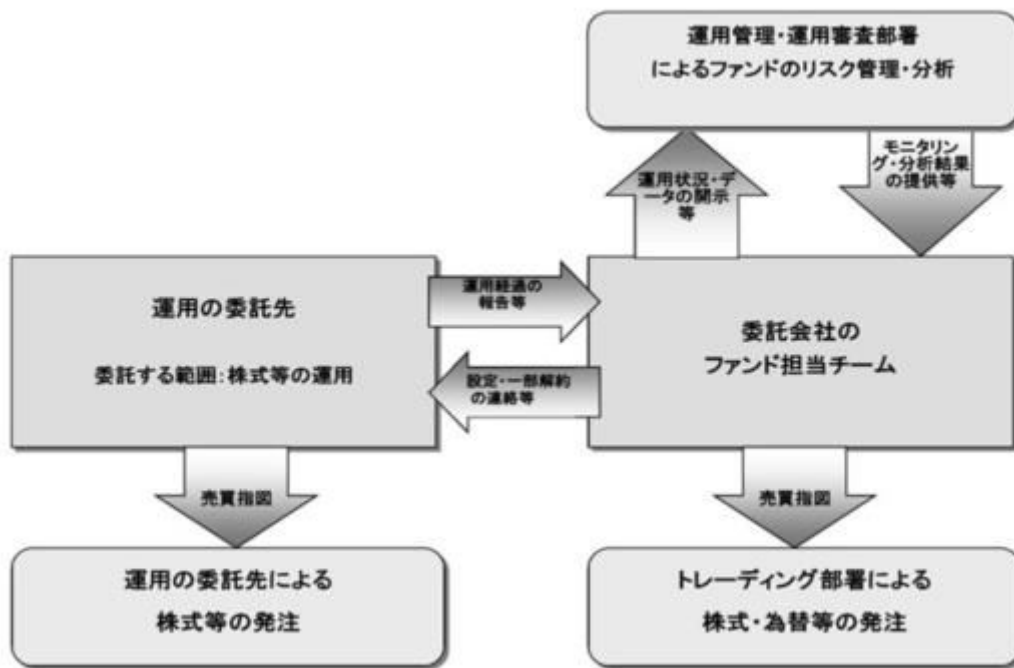 運用管理・運用審査部署
によるファンドのリスク管理・分析
運用状況・デ
ータの開示
等
モニタリン
グ・分析結果
の提供等
運用の委託先
委託する範囲：株式等の運用
運用経過の
報告等
設定・一部解約
の連絡等
委託会社の
ファンド担当チーム
売買指図
売買指図
運用の委託先による
株式等の発注
トレーディング部署による
株式・為替等の発注